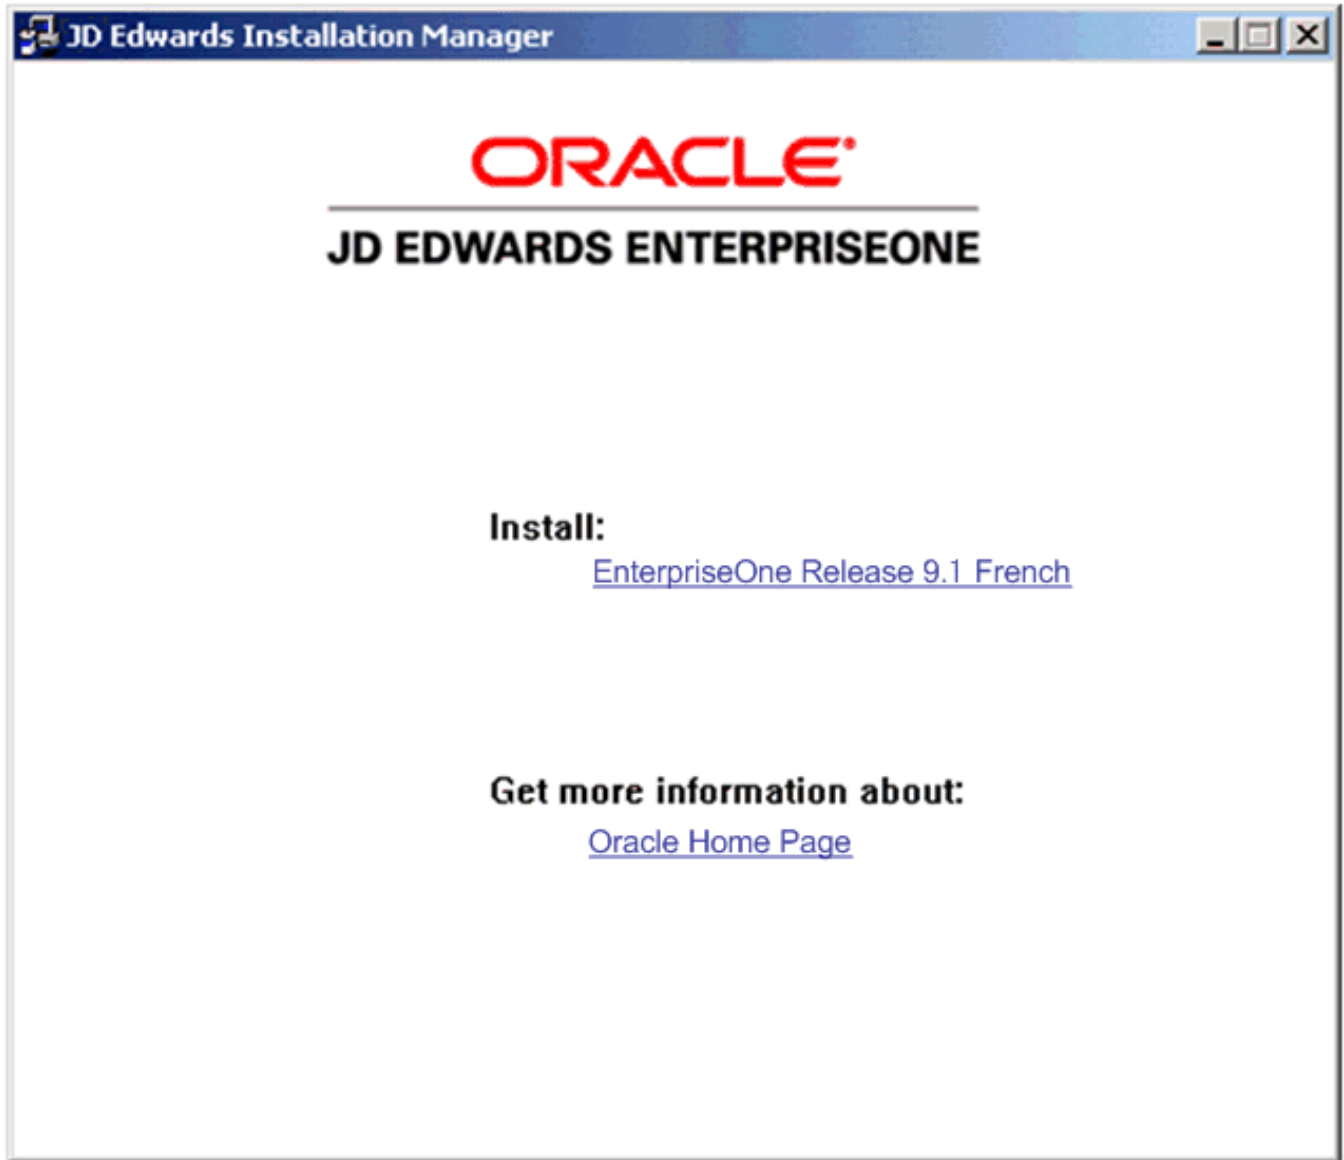 JD Edwards Installation Manager
ORACLE
JD EDWARDS ENTERPRISEONE
Install:
EnterpriseOne Release 9.1 French
Get more information about:
Oracle Home Page